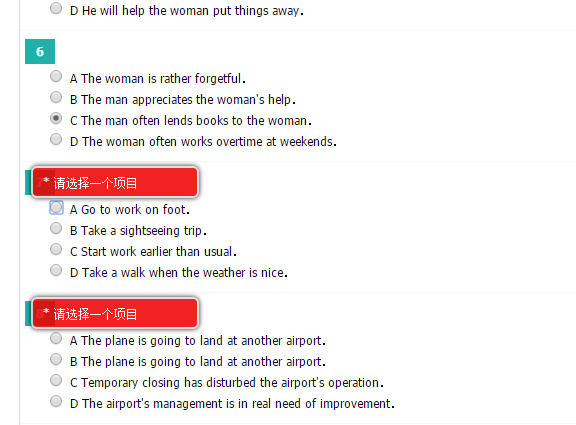 D He will help the woman put things away.
6
A The woman is rather forgetful.
B The man appreciates the woman's help.
C The man often lends books to the woman.
D The woman often works overtime at weekends.
* 请选择一个项目
A Go to work on foot.
B Take a sightseeing trip.
C Start work earlier than usual.
D Take a walk when the weather is nice.
* 请选择一个项目
A The plane is going to land at another airport.
B The plane is going to land at another airport.
C Temporary closing has disturbed the airport's operation.
D The airport's management is in real need of improvement.